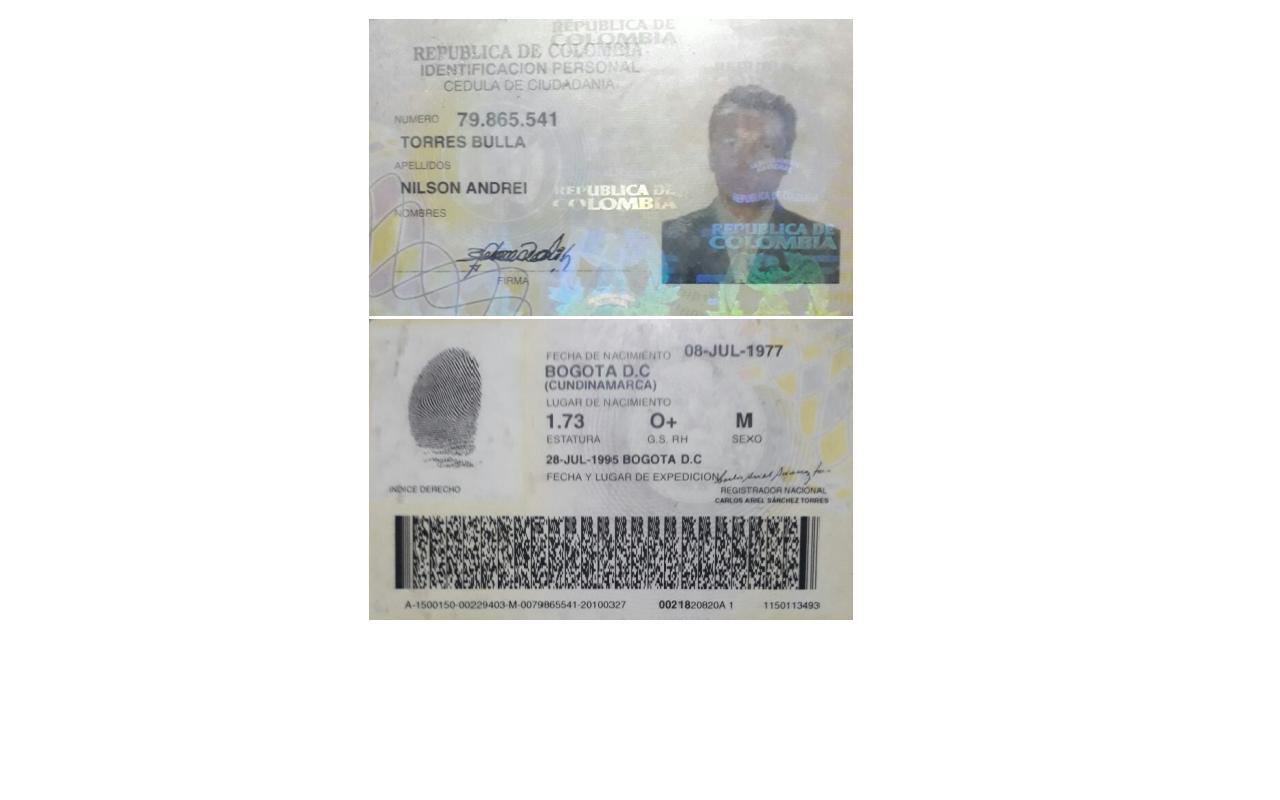 REPUBLICA DE COLOMBIA
IDENTIFICACION PERSONAL
CEDULA DE CIUDADANIA
NUMERO 79.865.541
TORRES BULLA
APELLIDOS
NILSON ANDREI
NOMBRES
FIRMA
REPUBLICA DE
COLOMBIA
REPUBLICA DE
COLOMBIA
REPUBLICA DE
COLOMBIA
REPUBLICA DE COLOMBIA
FECHA DE NACIMIENTO 08-JUL-1977
BOGOTA D.C
(CUNDINAMARCA)
LUGAR DE NACIMIENTO
1.73 O+ M
ESTATURA G.S. RH SEXO
28-JUL-1995 BOGOTA D.C
FECHA Y LUGAR DE EXPEDICION
INDICE DERECHO
REGISTRADOR NACIONAL
CARLOS ARIEL SÁNCHEZ TORRES
A-1500150-00229403-M-0079865541-20100327 0021820820A 1 1150113493